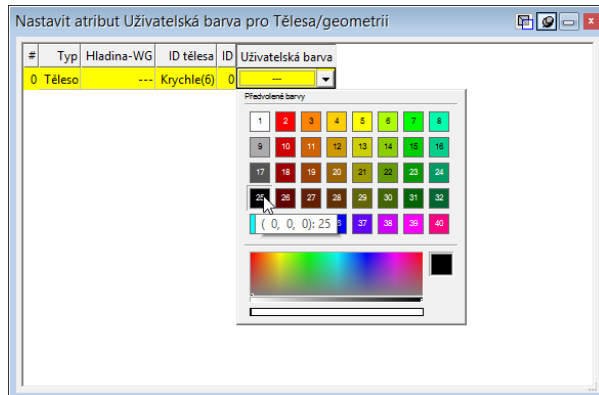 Nastavit atribut Uživatelská barva pro Tělesa/geometrii
# Typ Hladina-WG ID tělesa ID Uživatelská barva
0 Těleso --- Krychle(6) 0 ---
Předvolené barvy
1 2 3 4 5 6 7 8
9 10 11 12 13 14 15 16
17 18 19 20 21 22 23 24
25 26 27 28 29 30 31 32
( 0, 0, 0): 25 37 38 39 40